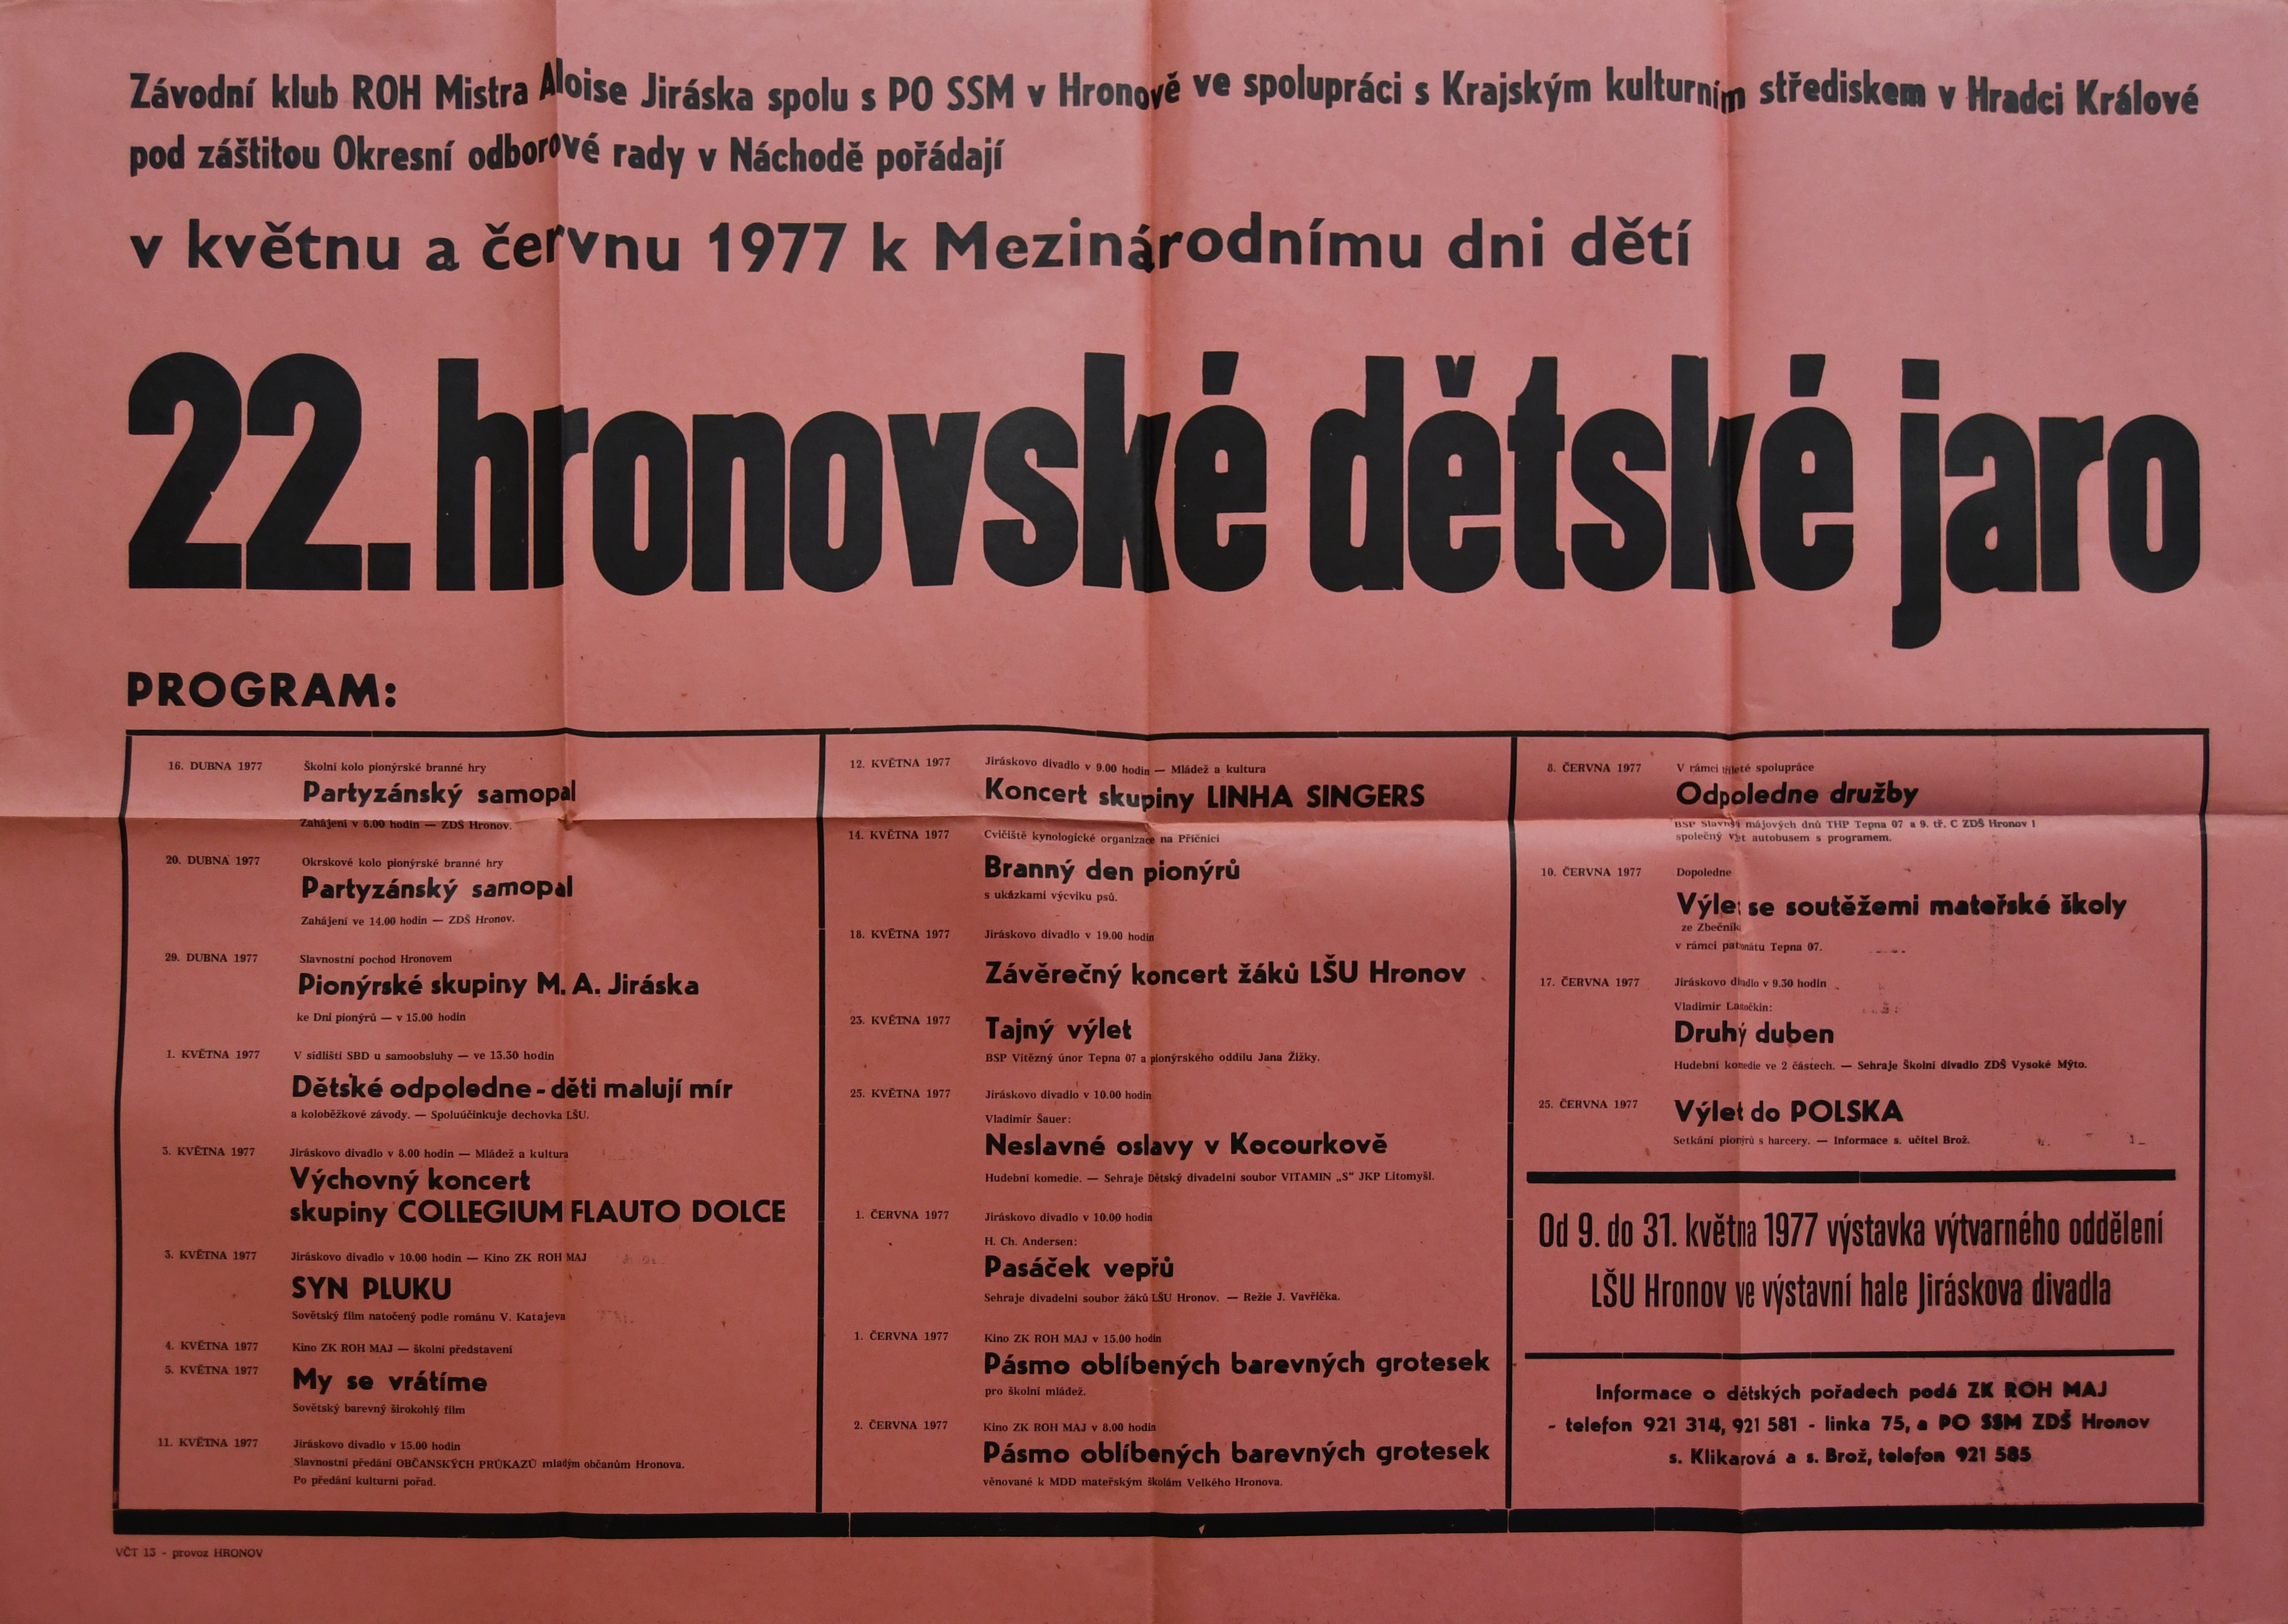 Závodní klub ROH Mistra Aloise Jiráska spolu s PO SSM v Hronově ve spolupráci s Krajským kulturním střediskem v Hradci Králové
pod záštitou Okresní odborové rady v Náchodě pořádají
v květnu a červnu 1977 k Mezinárodnímu dni dětí
22. hronovské dětské jaro
PROGRAM:
16. DUBNA 1977
Školní kolo pionýrské branné hry
Partyzánský samopal
Zahájení v 8.00 hodin — ZDŠ Hronov.
20. DUBNA 1977
Okrskové kolo pionýrské branné hry
Partyzánský samopal
Zahájení ve 14.00 hodin — ZDŠ Hronov.
29. DUBNA 1977
Slavnostní pochod Hronovem
Pionýrské skupiny M. A. Jiráska
ke Dni pionýrů — v 15.00 hodin
1. KVĚTNA 1977
V sídlišti SBD u samoobsluhy — ve 13.30 hodin
Dětské odpoledne - děti malují mír
a koloběžkové závody. — Spoluúčinkuje dechovka LŠU.
3. KVĚTNA 1977
Jiráskovo divadlo v 8.00 hodin — Mládež a kultura
Výchovný koncert
skupiny COLLEGIUM FLAUTO DOLCE
3. KVĚTNA 1977
Jiráskovo divadlo v 10.00 hodin — Kino ZK ROH MAJ
SYN PLUKU
Sovětský film natočený podle románu V. Katajeva
4. KVĚTNA 1977
Kino ZK ROH MAJ — školní představení
5. KVĚTNA 1977
My se vrátíme
Sovětský barevný širokohlý film
11. KVĚTNA 1977
Jiráskovo divadlo v 15.00 hodin
Slavnostní předání OBČANSKÝCH PRŮKAZŮ mladým občanům Hronova.
Po předání kulturní pořad.
12. KVĚTNA 1977
Jiráskovo divadlo v 9.00 hodin — Mládež a kultura
Koncert skupiny LINHA SINGERS
14. KVĚTNA 1977
Cvičiště kynologické organizace na Příčnici
Branný den pionýrů
s ukázkami výcviku psů.
18. KVĚTNA 1977
Jiráskovo divadlo v 19.00 hodin
Závěrečný koncert žáků LŠU Hronov
23. KVĚTNA 1977
Tajný výlet
BSP Vítězný únor Tepna 07 a pionýrského oddílu Jana Žižky.
25. KVĚTNA 1977
Jiráskovo divadlo v 10.00 hodin
Vladimír Šauer:
Neslavné oslavy v Kocourkově
Hudební komedie. — Sehraje Dětský divadelní soubor VITAMIN „S“ JKP Litomyšl.
1. ČERVNA 1977
Jiráskovo divadlo v 10.00 hodin
H. Ch. Andersen:
Pasáček vepřů
Sehraje divadelní soubor žáků LŠU Hronov. — Režie J. Vavřička.
1. ČERVNA 1977
Kino ZK ROH MAJ v 15.00 hodin
Pásmo oblíbených barevných grotesek
pro školní mládež.
2. ČERVNA 1977
Kino ZK ROH MAJ v 8.00 hodin
Pásmo oblíbených barevných grotesek
věnované k MDD mateřským školám Velkého Hronova.
8. ČERVNA 1977
V rámci tříleté spolupráce
Odpoledne družby
BSP Slavných májových dnů THP Tepna 07 a 9. tř. C ZDŠ Hronov 1
společný výlet autobusem s programem.
10. ČERVNA 1977
Dopoledne
Výlet se soutěžemi mateřské školy
ze Zbečníka
v rámci patronátu Tepna 07.
17. ČERVNA 1977
Jiráskovo divadlo v 9.30 hodin
Vladimír
Druhý duben
Hudební komedie ve 2 částech. — Sehraje Školní divadlo ZDŠ Vysoké Mýto.
25. ČERVNA 1977
Výlet do POLSKA
Setkání pionýrů s harcery. — Informace s. učitel Brož.
Od 9. do 31. května 1977 výstavka výtvarného oddělení
LŠU Hronov ve výstavní hale Jiráskova divadla
Informace o dětských pořadech podá ZK ROH MAJ
- telefon 921 314, 921 581 - linka 75, a PO SSM ZDŠ Hronov
s. Klikarová a s. Brož, telefon 921 585
VČT 13 - provoz HRONOV